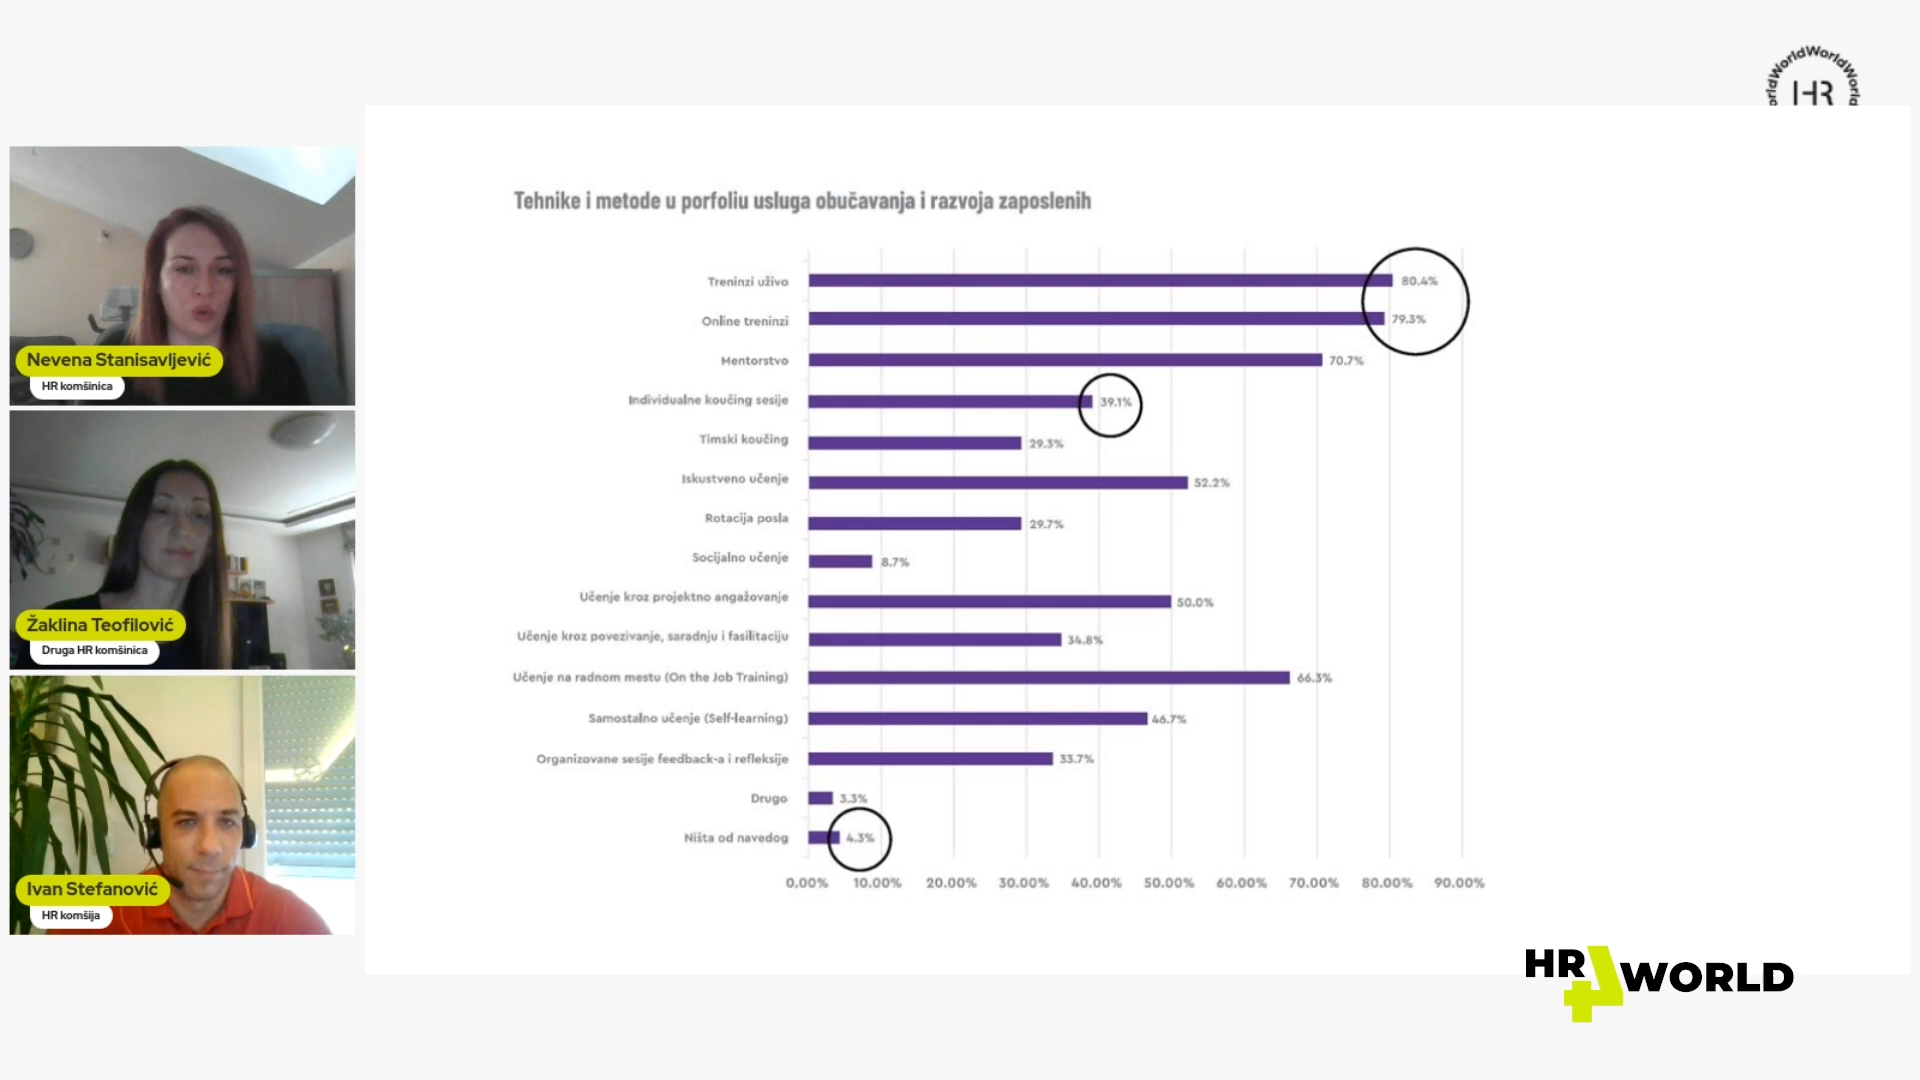 WorldWorldWorld
HR
Nevena Stanisavljević
HR komšinica
Žaklina Teofilović
Druga HR komšinica
Ivan Stefanović
HR komšija
Tehnike i metode u porfoliu usluga obučavanja i razvoja zaposlenih
Treninzi uživo 80.4%
Online treninzi 79.3%
Mentorstvo 70.7%
Individualne koučing sesije 39.1%
Timski koučing 29.3%
Iskustveno učenje 52.2%
Rotacija posla 29.7%
Socijalno učenje 8.7%
Učenje kroz projektno angažovanje 50.0%
Učenje kroz povezivanje, saradnju i fasilitaciju 34.8%
Učenje na radnom mestu (On the Job Training) 66.3%
Samostalno učenje (Self-learning) 46.7%
Organizovane sesije feedback-a i refleksije 33.7%
Drugo 3.3%
Ništa od navedog 4.3%
0.00% 10.00% 20.00% 30.00% 40.00% 50.00% 60.00% 70.00% 80.00% 90.00%
HR WORLD